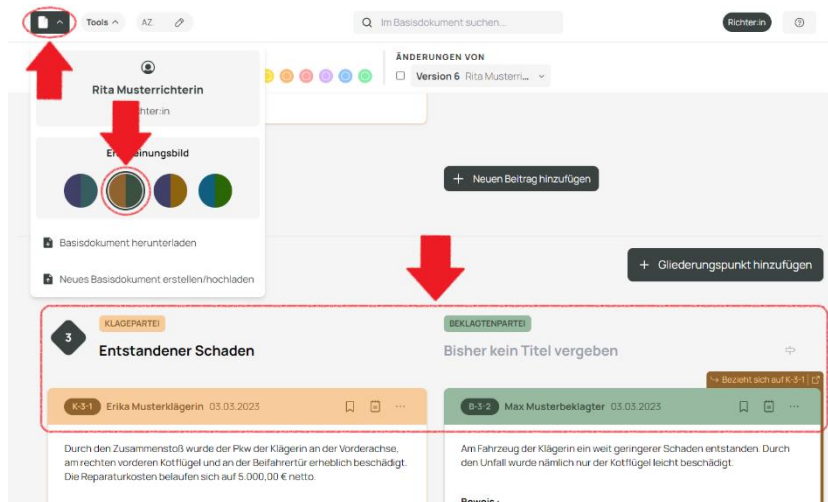 Tools
AZ.
Im Basisdokument suchen...
Richter:in
ÄNDERUNGEN VON
Version 6 Rita Musterri...
Rita Musterrichterin
hter:in
Neuen Beitrag hinzufügen
Basisdokument herunterladen
Neues Basisdokument erstellen/hochladen
Gliederungspunkt hinzufügen
3
KLAGEPARTEI
BEKLAGTENPARTEI
Entstandener Schaden
Bisher kein Titel vergeben
Bezieht sich auf K-3-1
K-3-1 Erika Musterklägerin 03.03.2023
B-3-2 Max Musterbeklagter 03.03.2023
Durch den Zusammenstoß wurde der Pkw der Klägerin an der Vorderachse,
am rechten vorderen Kotflügel und an der Beifahrertür erheblich beschädigt.
Die Reparaturkosten belaufen sich auf 5.000,00 € netto.
Am Fahrzeug der Klägerin ein weit geringerer Schaden entstanden. Durch
den Unfall wurde nämlich nur der Kotflügel leicht beschädigt.